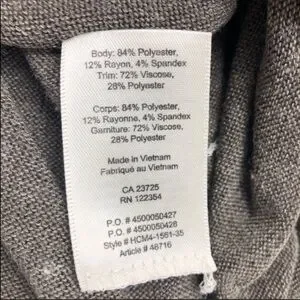 Body: 84% Polyester,
12% Rayon, 4% Spandex
Trim: 72% Viscose,
28% Polyester
Corps: 84% Polyester,
12% Rayonne, 4% Spandex
Garniture: 72% Viscose,
28% Polyester
Made in Vietnam
Fabriqué au Vietnam
CA 23725
RN 122354
P.O. # 4500050427
P.O. # 4500050428
Style # HCM4-1561-35
Article # 48716